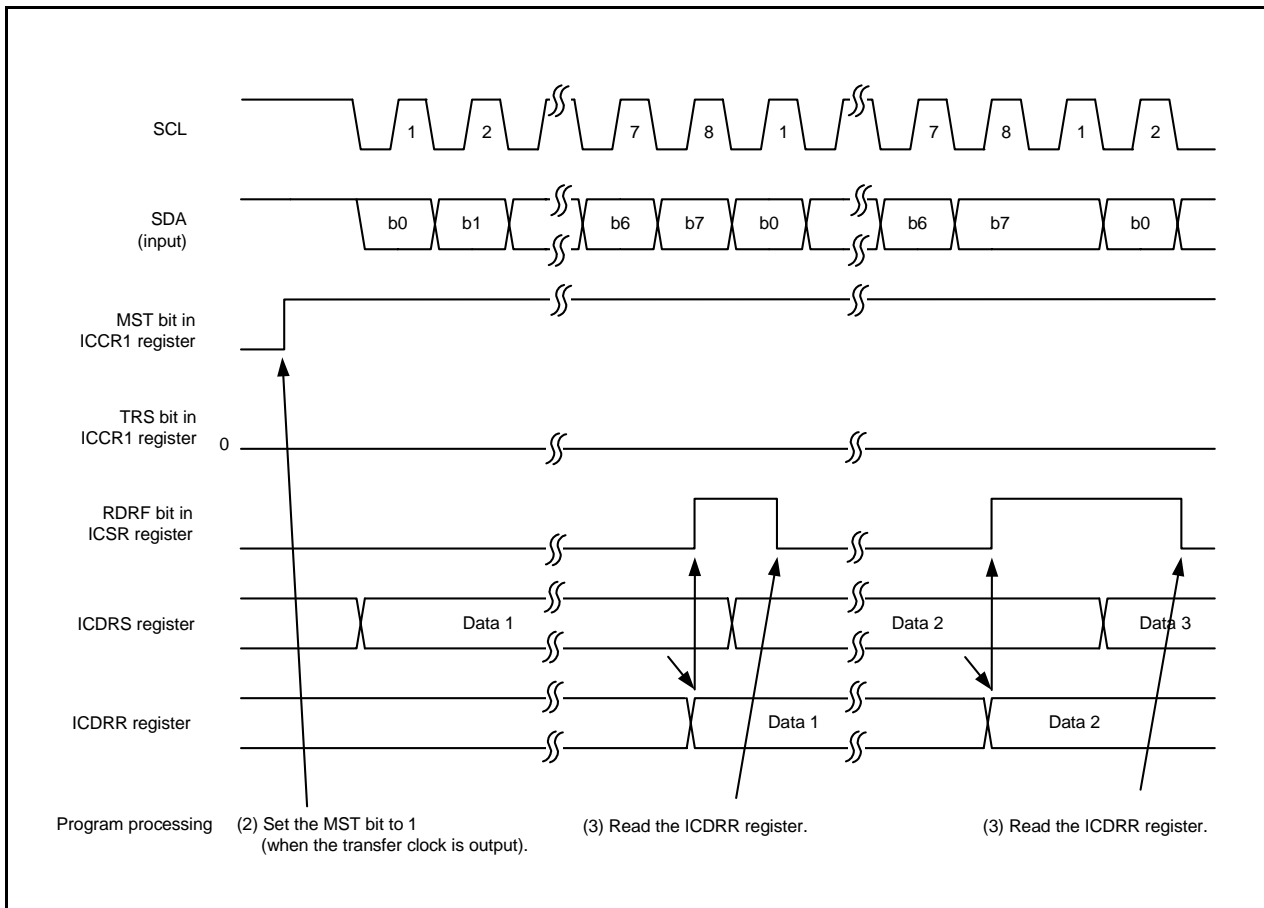 SCL
1 2 7 8 1 7 8 1 2
SDA
(input)
b0 b1 b6 b7 b0 b6 b7 b0
MST bit in
ICCR1 register
TRS bit in
ICCR1 register
0
RDRF bit in
ICSR register
ICDRS register
Data 1 Data 2 Data 3
ICDRR register
Data 1 Data 2
Program processing (2) Set the MST bit to 1 (3) Read the ICDRR register. (3) Read the ICDRR register.
(when the transfer clock is output).